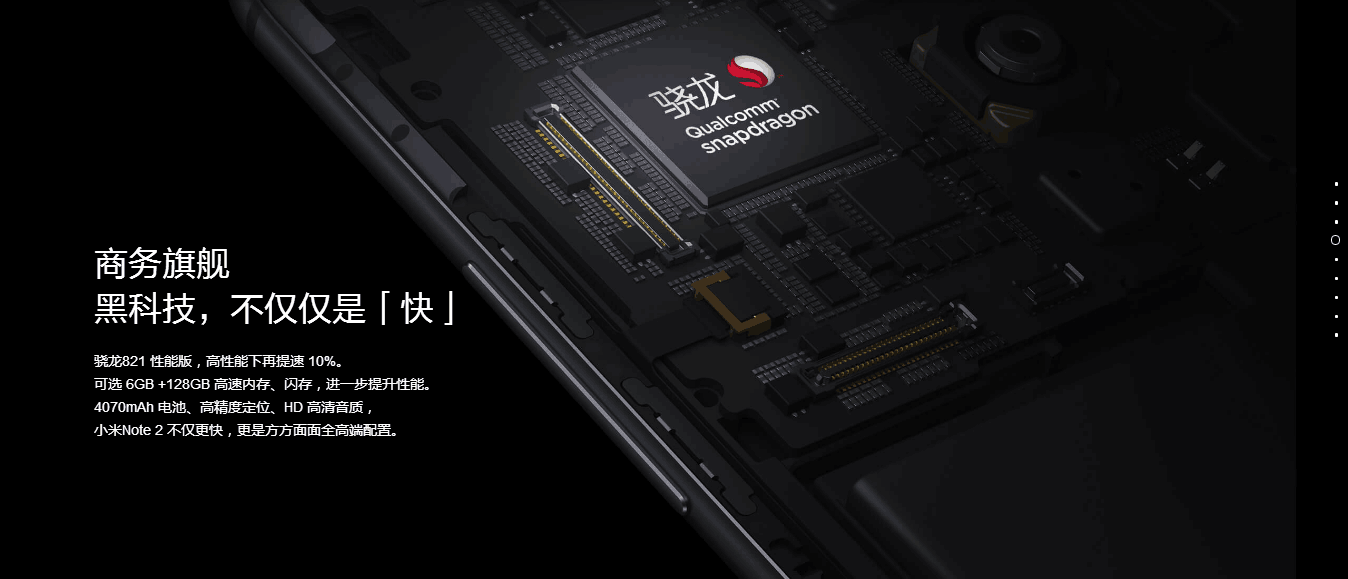 骁龙
Qualcomm
snapdragon
商务旗舰
黑科技，不仅仅是「快」
骁龙821 性能版，高性能下再提速 10%。
可选 6GB +128GB 高速内存、闪存，进一步提升性能。
4070mAh 电池、高精度定位、HD 高清音质，
小米Note 2 不仅更快，更是方方面面全高端配置。